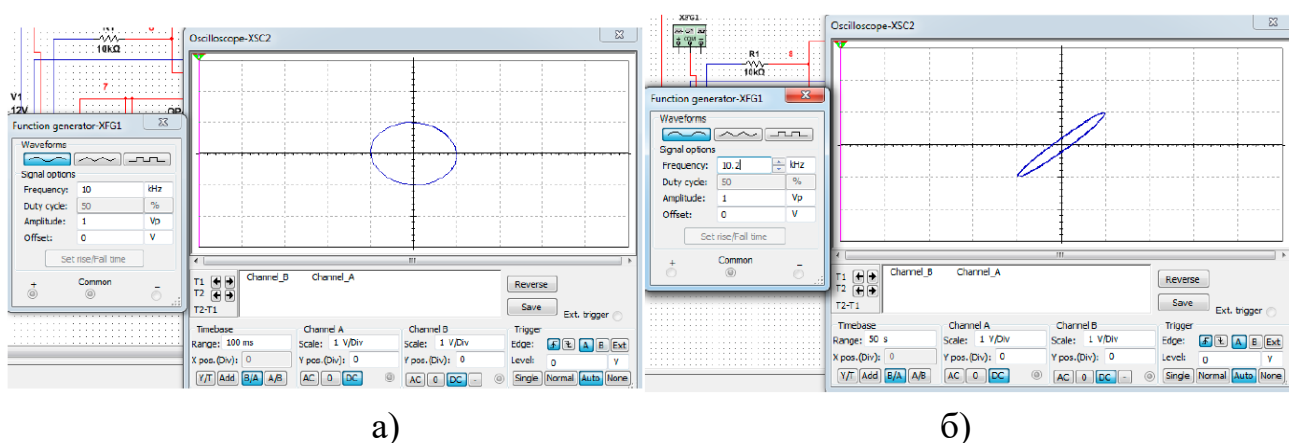 10kΩ
7
V1
12V
Oscilloscope-XSC2
Function generator-XFG1
Waveforms
Signal options
Frequency: 10 kHz
Duty cycle: 50 %
Amplitude: 1 Vp
Offset: 0 V
Set rise/Fall time
+ Common −
T1
T2
T2-T1
Channel_B Channel_A
Reverse
Save
Ext. trigger
Timebase
Range: 100 ms
X pos.(Div): 0
Y/T Add B/A A/B
Channel A
Scale: 1 V/Div
Y pos.(Div): 0
AC 0 DC
Channel B
Scale: 1 V/Div
Y pos.(Div): 0
AC 0 DC -
Trigger
Edge: A B Ext
Level: 0 V
Single Normal Auto None
а)
XFG1
COM
R1
10kΩ
8
Oscilloscope-XSC2
Function generator-XFG1
Waveforms
Signal options
Frequency: 10.2 kHz
Duty cycle: 50 %
Amplitude: 1 Vp
Offset: 0 V
Set rise/Fall time
+ Common −
T1
T2
T2-T1
Channel_B Channel_A
Reverse
Save
Ext. trigger
Timebase
Range: 50 s
X pos.(Div): 0
Y/T Add B/A A/B
Channel A
Scale: 1 V/Div
Y pos.(Div): 0
AC 0 DC
Channel B
Scale: 1 V/Div
Y pos.(Div): 0
AC 0 DC -
Trigger
Edge: A B Ext
Level: 0 V
Single Normal Auto None
б)